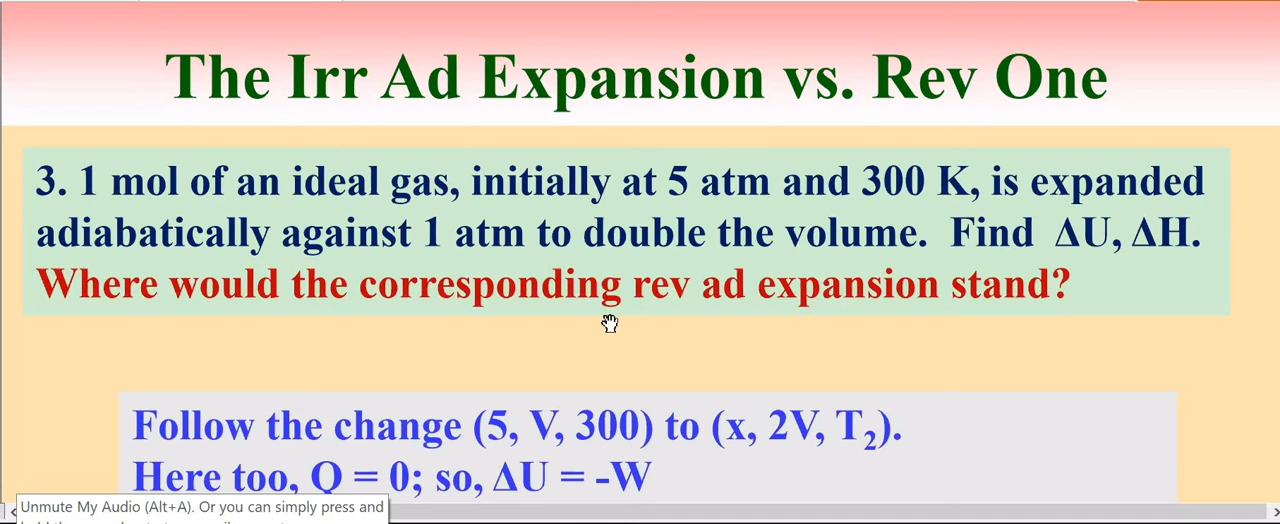 The Irr Ad Expansion vs. Rev One
3. 1 mol of an ideal gas, initially at 5 atm and 300 K, is expanded
adiabatically against 1 atm to double the volume. Find ΔU, ΔH.
Where would the corresponding rev ad expansion stand?
Follow the change (5, V, 300) to (x, 2V, T₂).
Here too, Q = 0; so, ΔU = -W
Unmute My Audio (Alt+A). Or you can simply press and